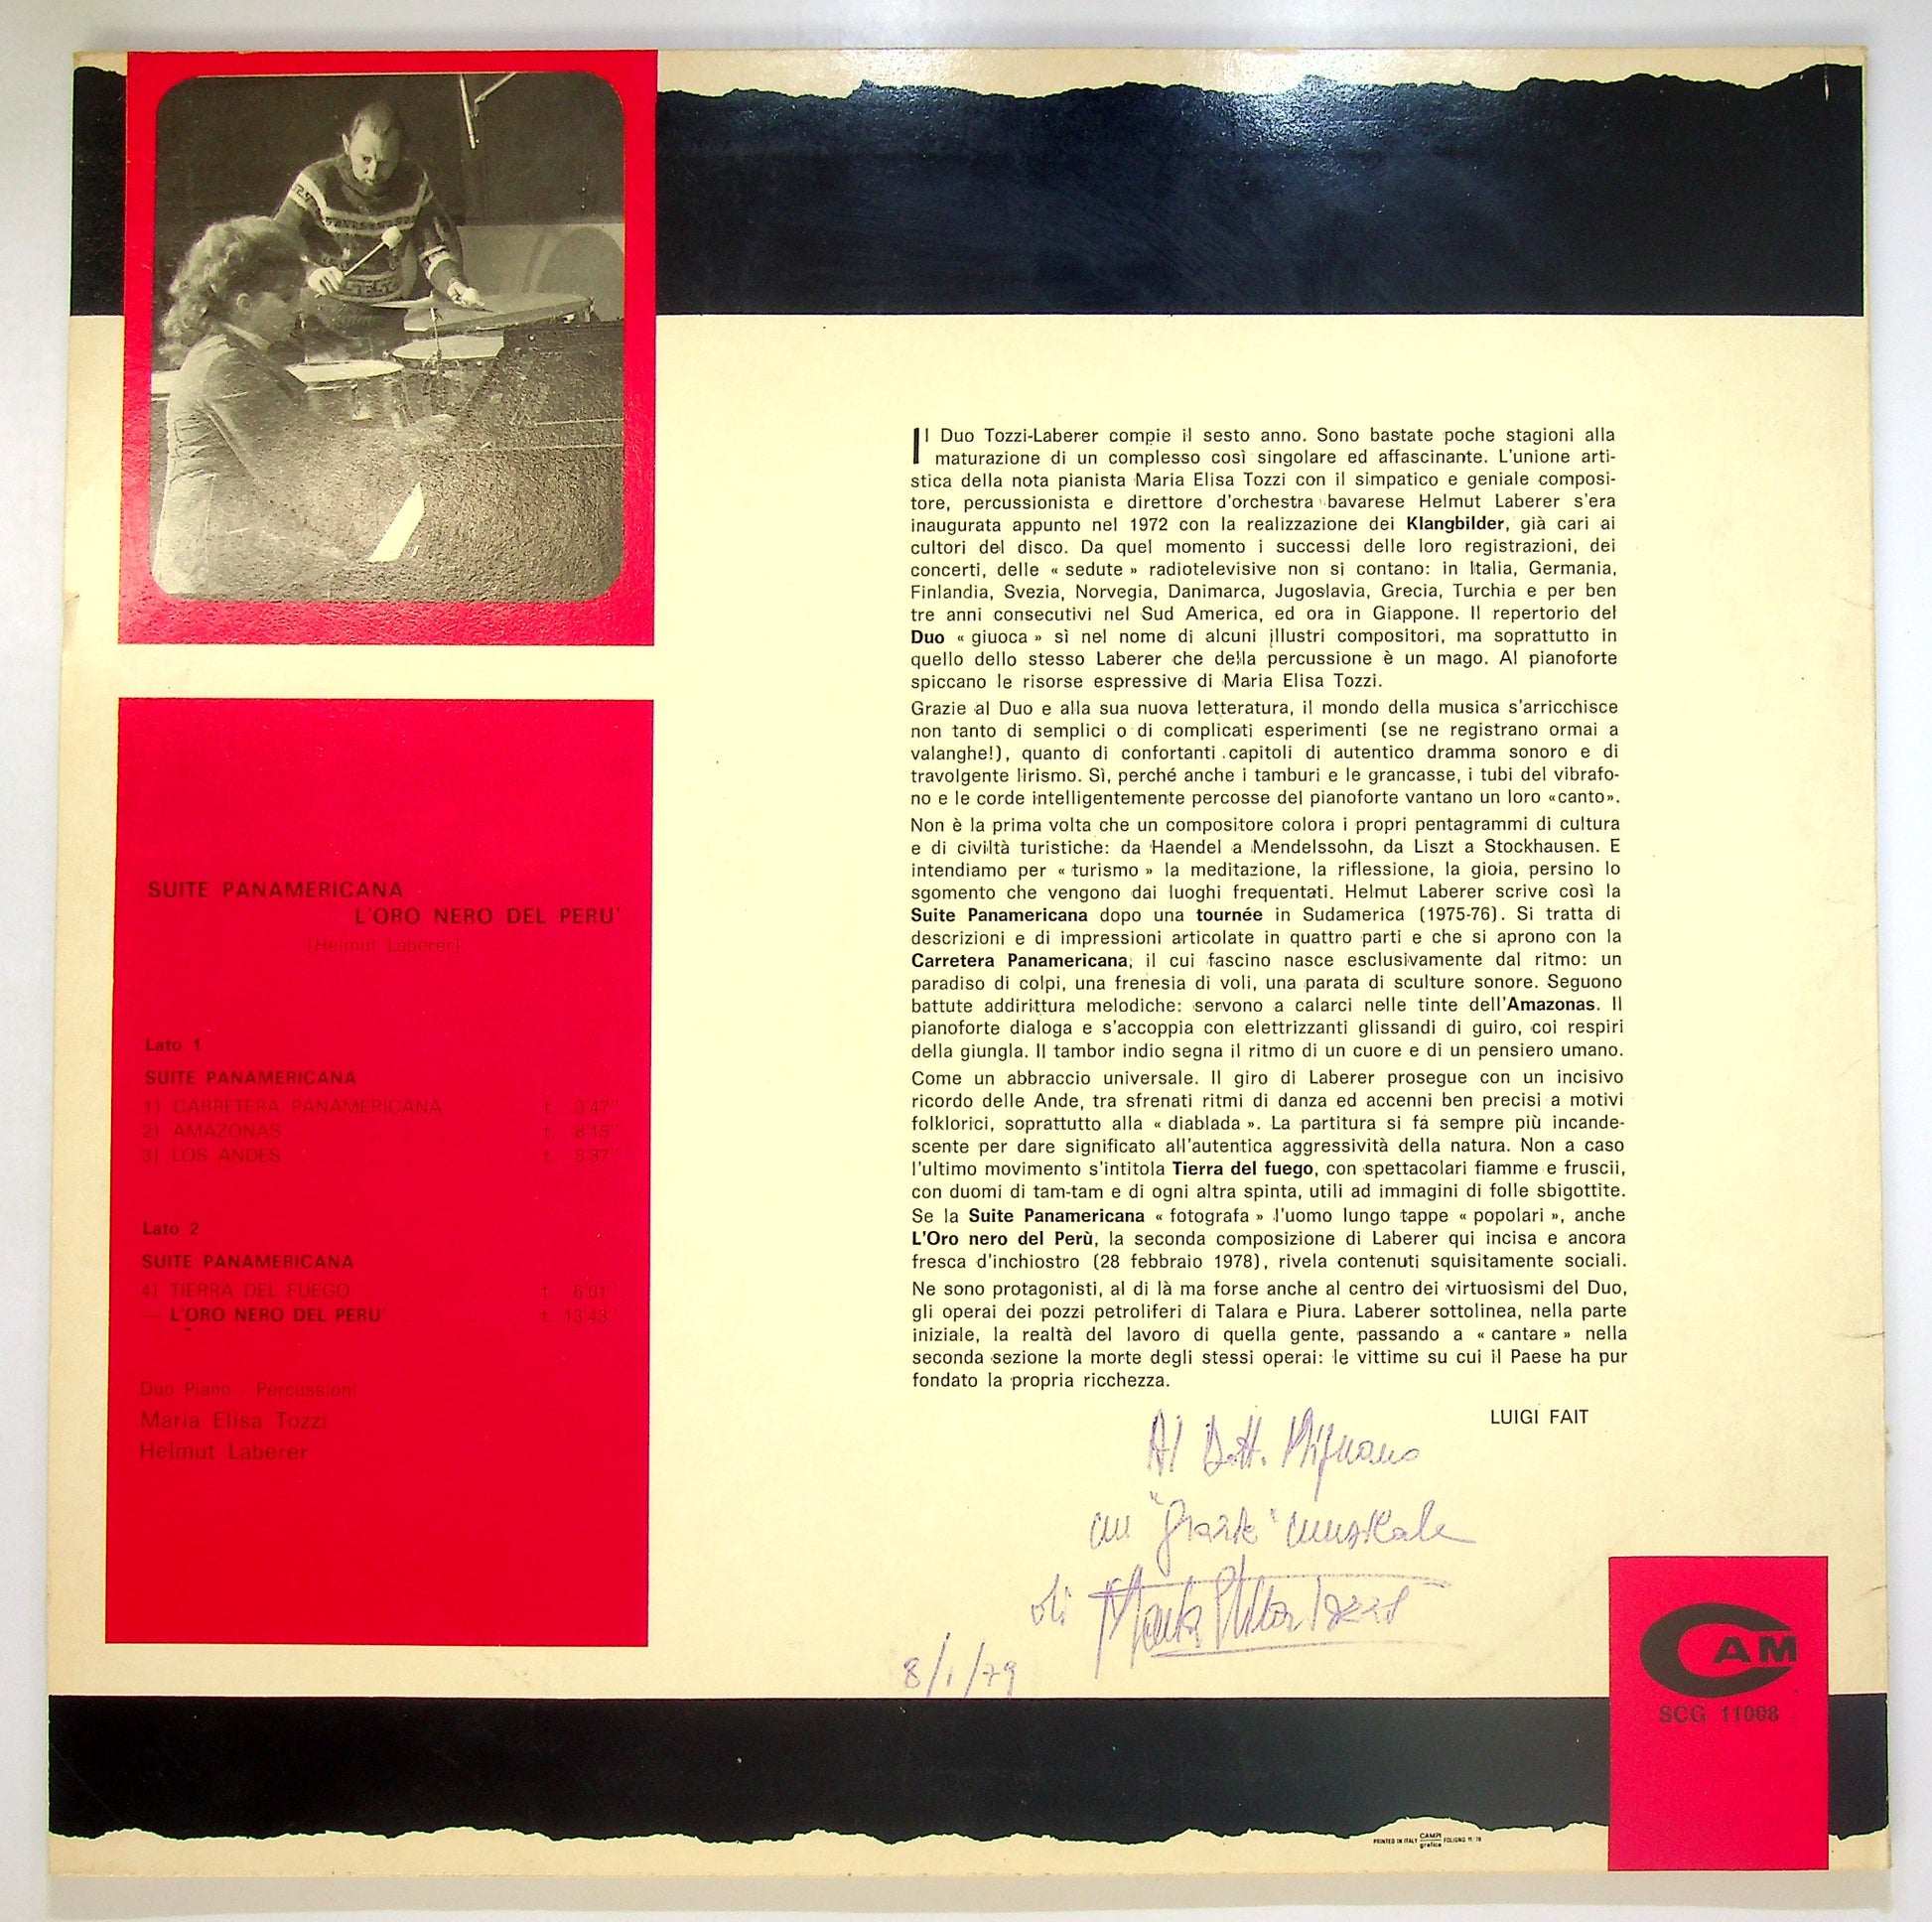 SUITE PANAMERICANA
L'ORO NERO DEL PERU'
(Helmut Laberer)
Lato 1
SUITE PANAMERICANA
1) CARRETERA PANAMERICANA t. 3'47"
2) AMAZONAS t. 8'18"
3) LOS ANDES t. 5'37"
Lato 2
SUITE PANAMERICANA
4) TIERRA DEL FUEGO t. 6'01"
— L'ORO NERO DEL PERU' t. 13'43"
Duo Piano - Percussioni
Maria Elisa Tozzi
Helmut Laberer
Il Duo Tozzi-Laberer compie il sesto anno. Sono bastate poche stagioni alla
maturazione di un complesso così singolare ed affascinante. L'unione arti-
stica della nota pianista Maria Elisa Tozzi con il simpatico e geniale composi-
tore, percussionista e direttore d'orchestra bavarese Helmut Laberer s'era
inaugurata appunto nel 1972 con la realizzazione dei Klangbilder, già cari ai
cultori del disco. Da quel momento i successi delle loro registrazioni, dei
concerti, delle « sedute » radiotelevisive non si contano: in Italia, Germania,
Finlandia, Svezia, Norvegia, Danimarca, Jugoslavia, Grecia, Turchia e per ben
tre anni consecutivi nel Sud America, ed ora in Giappone. Il repertorio del
Duo « giuoca » sì nel nome di alcuni illustri compositori, ma soprattutto in
quello dello stesso Laberer che della percussione è un mago. Al pianoforte
spiccano le risorse espressive di Maria Elisa Tozzi.
Grazie al Duo e alla sua nuova letteratura, il mondo della musica s'arricchisce
non tanto di semplici o di complicati esperimenti (se ne registrano ormai a
valanghe!), quanto di confortanti capitoli di autentico dramma sonoro e di
travolgente lirismo. Sì, perché anche i tamburi e le grancasse, i tubi del vibrafo-
no e le corde intelligentemente percosse del pianoforte vantano un loro «canto».
Non è la prima volta che un compositore colora i propri pentagrammi di cultura
e di civiltà turistiche: da Haendel a Mendelssohn, da Liszt a Stockhausen. E
intendiamo per « turismo » la meditazione, la riflessione, la gioia, persino lo
sgomento che vengono dai luoghi frequentati. Helmut Laberer scrive così la
Suite Panamericana dopo una tournée in Sudamerica (1975-76). Si tratta di
descrizioni e di impressioni articolate in quattro parti e che si aprono con la
Carretera Panamericana, il cui fascino nasce esclusivamente dal ritmo: un
paradiso di colpi, una frenesia di voli, una parata di sculture sonore. Seguono
battute addirittura melodiche: servono a calarci nelle tinte dell'Amazonas. Il
pianoforte dialoga e s'accoppia con elettrizzanti glissandi di guiro, coi respiri
della giungla. Il tambor indio segna il ritmo di un cuore e di un pensiero umano.
Come un abbraccio universale. Il giro di Laberer prosegue con un incisivo
ricordo delle Ande, tra sfrenati ritmi di danza ed accenni ben precisi a motivi
folklorici, soprattutto alla « diablada ». La partitura si fa sempre più incande-
scente per dare significato all'autentica aggressività della natura. Non a caso
l'ultimo movimento s'intitola Tierra del fuego, con spettacolari fiamme e fruscii,
con duomi di tam-tam e di ogni altra spinta, utili ad immagini di folle sbigottite.
Se la Suite Panamericana « fotografa » l'uomo lungo tappe « popolari », anche
L'Oro nero del Perù, la seconda composizione di Laberer qui incisa e ancora
fresca d'inchiostro (28 febbraio 1978), rivela contenuti squisitamente sociali.
Ne sono protagonisti, al di là ma forse anche al centro dei virtuosismi del Duo,
gli operai dei pozzi petroliferi di Talara e Piura. Laberer sottolinea, nella parte
iniziale, la realtà del lavoro di quella gente, passando a « cantare » nella
seconda sezione la morte degli stessi operai: le vittime su cui il Paese ha pur
fondato la propria ricchezza.
LUIGI FAIT
Al Dott. Mignano
un "grazie" musicale
di Maria Elisa Tozzi
8/1/79
CAM
SCG 11008
PRINTED IN ITALY CAMPI grafica FOLIGNO 11/78